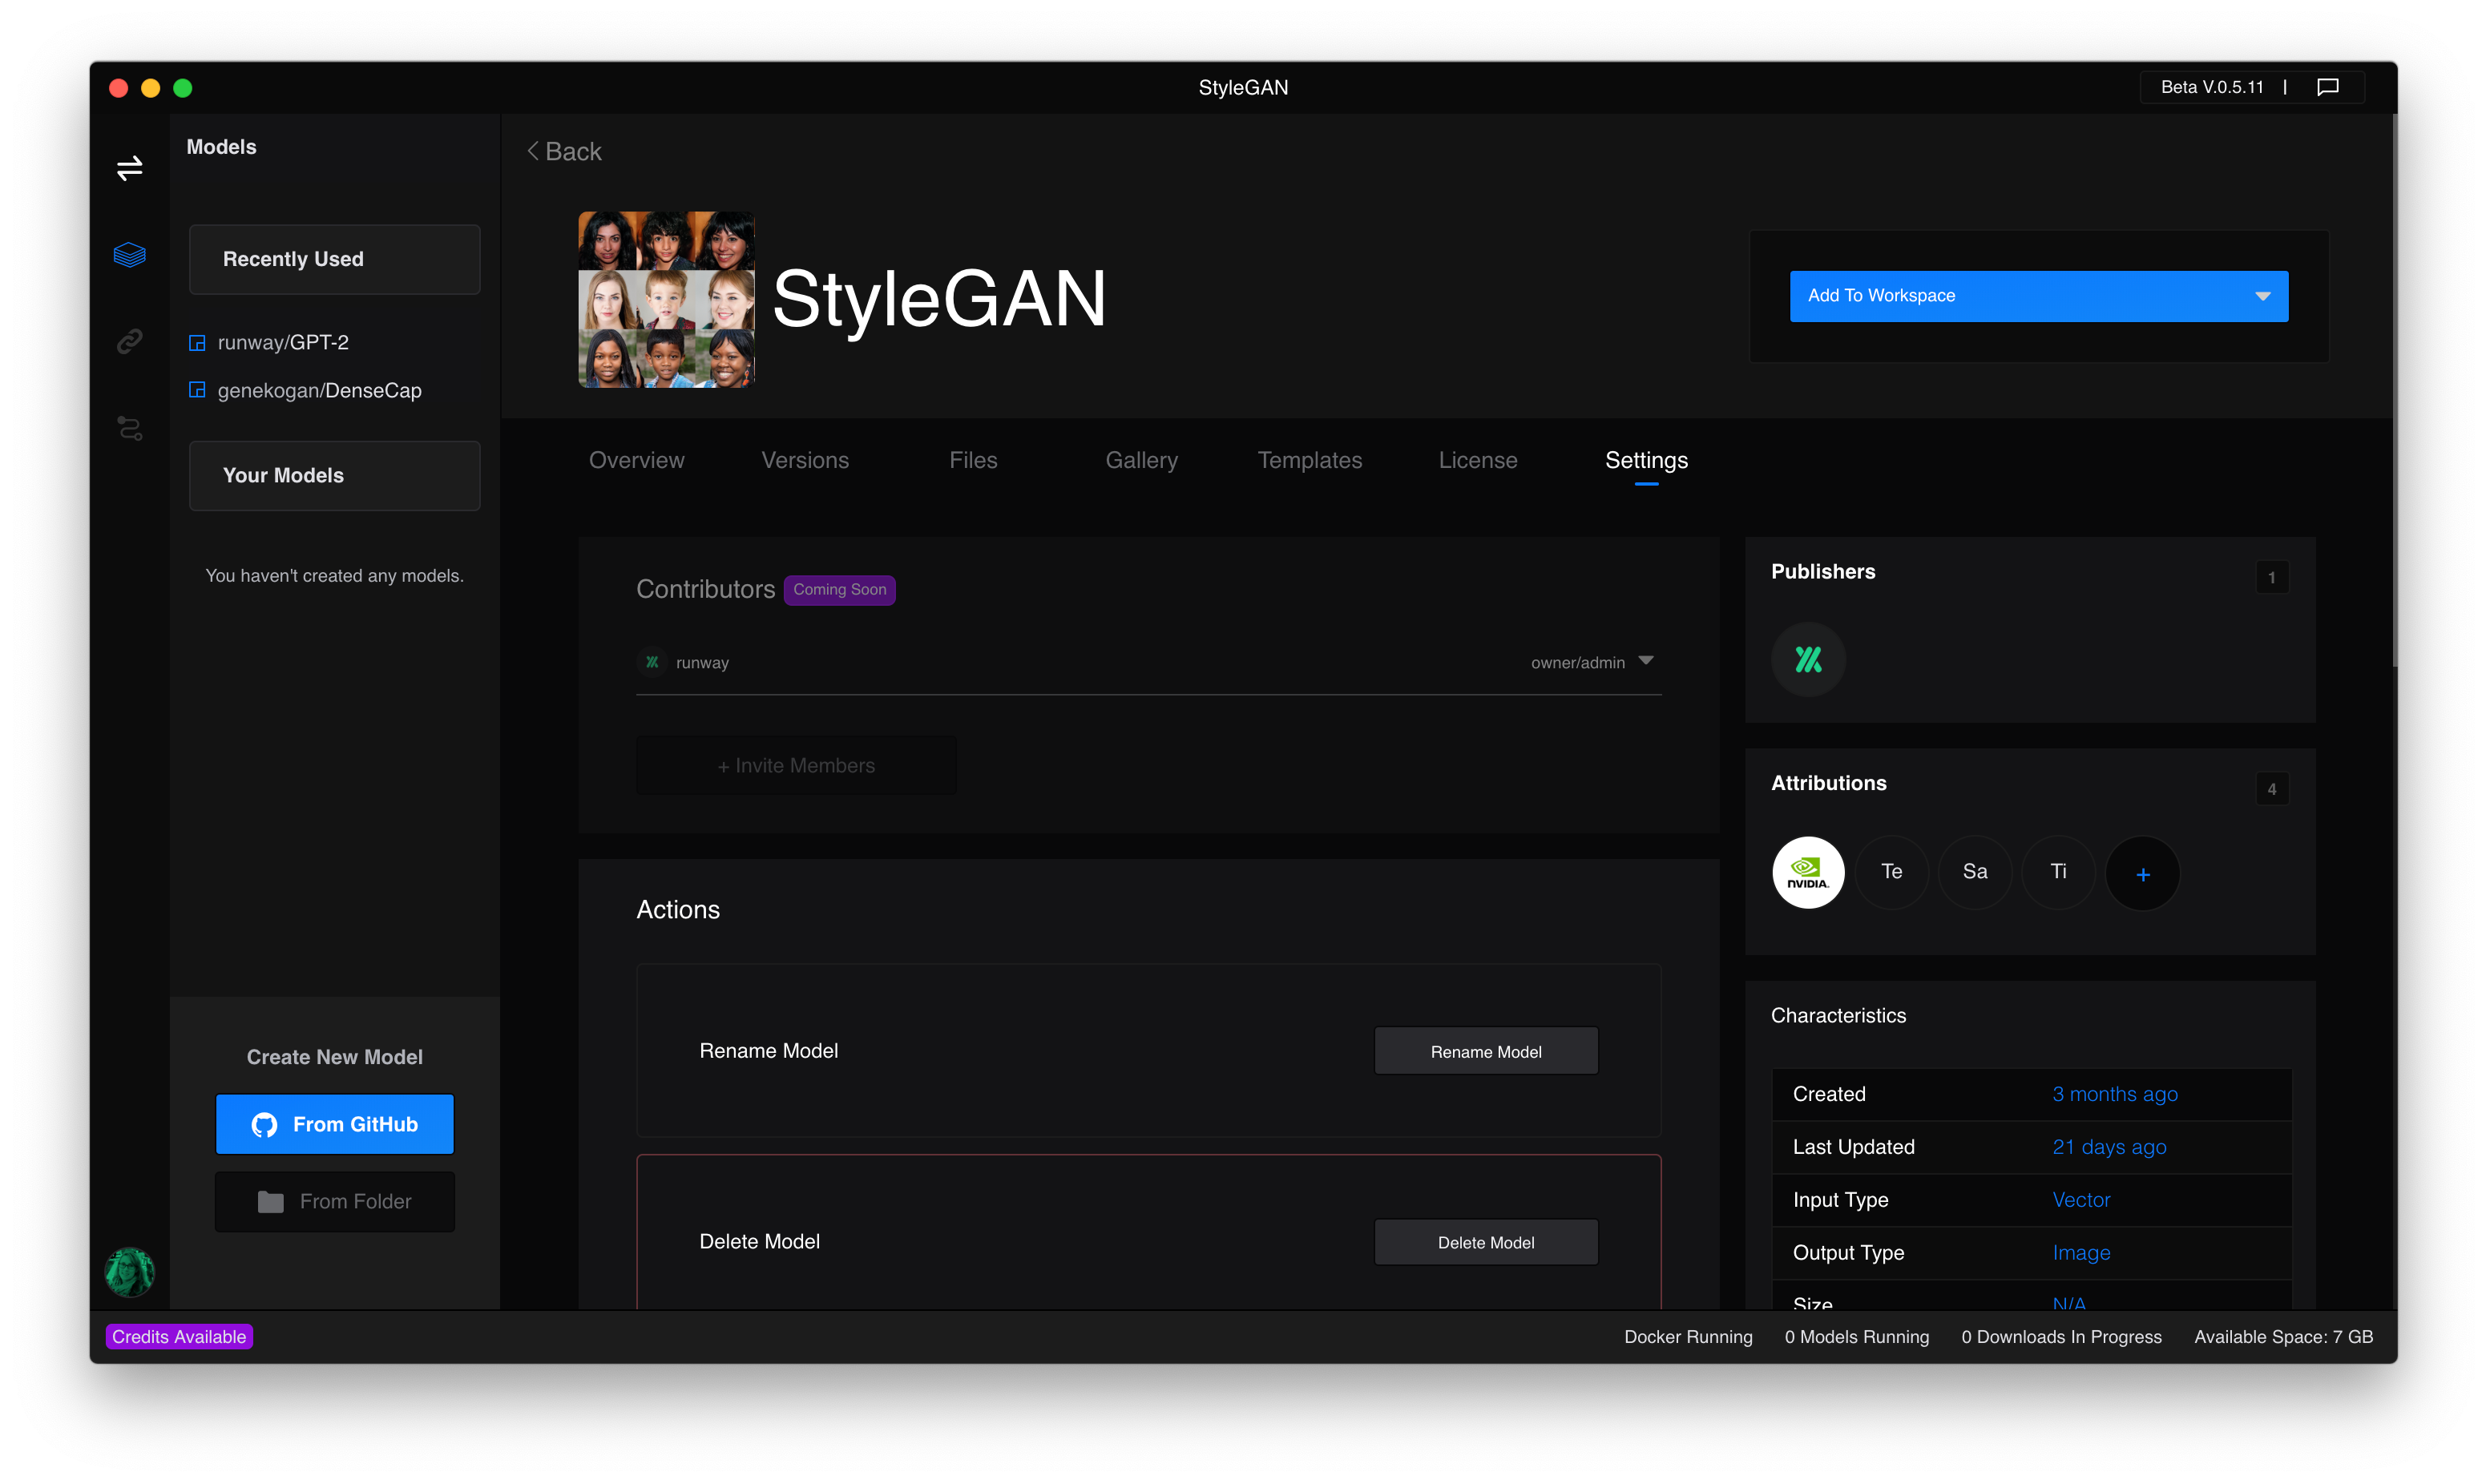 StyleGAN
Beta V.0.5.11 |
Models
Recently Used
runway/GPT-2
genekogan/DenseCap
Your Models
You haven't created any models.
Create New Model
From GitHub
From Folder
Back
StyleGAN
Add To Workspace
Overview
Versions
Files
Gallery
Templates
License
Settings
Contributors
Coming Soon
runway
owner/admin
+ Invite Members
Actions
Rename Model
Rename Model
Delete Model
Delete Model
Publishers
1
Attributions
4
NVIDIA.
Te
Sa
Ti
+
Characteristics
Created
3 months ago
Last Updated
21 days ago
Input Type
Vector
Output Type
Image
Size
N/A
Credits Available
Docker Running
0 Models Running
0 Downloads In Progress
Available Space: 7 GB